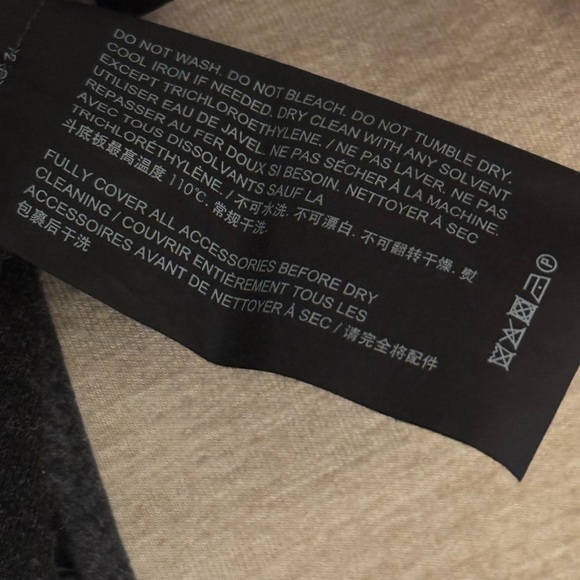 DO NOT WASH. DO NOT BLEACH. DO NOT TUMBLE DRY.
COOL IRON IF NEEDED. DRY CLEAN WITH ANY SOLVENT
EXCEPT TRICHLOROETHYLENE. / NE PAS LAVER. NE PAS
UTILISER EAU DE JAVEL. NE PAS SÉCHER À LA MACHINE.
REPASSER AU FER DOUX SI BESOIN. NETTOYER À SEC
AVEC TOUS DISSOLVANTS SAUF LA
TRICHLORÉTHYLÈNE. / 不可水洗. 不可漂白. 不可翻转干燥. 熨
斗底板最高温度 110℃. 常规干洗
FULLY COVER ALL ACCESSORIES BEFORE DRY
CLEANING / COUVRIR ENTIÈREMENT TOUS LES
ACCESSOIRES AVANT DE NETTOYER À SEC / 请完全将配件
包裹后干洗
P